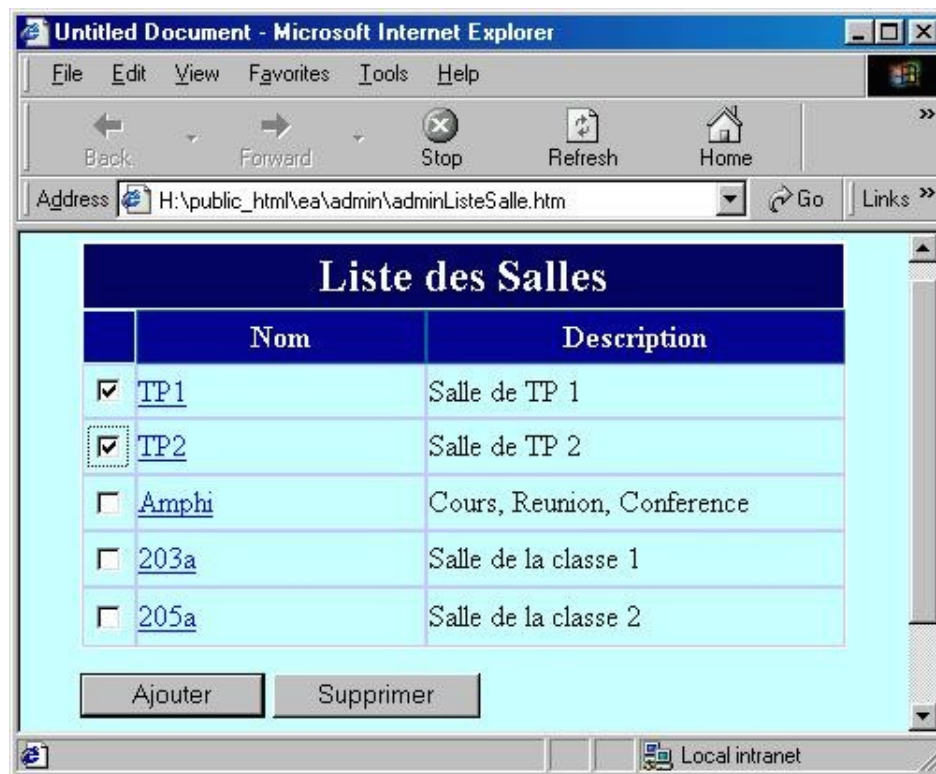 Untitled Document - Microsoft Internet Explorer
File Edit View Favorites Tools Help
Back Forward Stop Refresh Home »
Address H:\public_html\ea\admin\adminListeSalle.htm Go Links »
Liste des Salles
Nom Description
TP1 Salle de TP 1
TP2 Salle de TP 2
Amphi Cours, Reunion, Conference
203a Salle de la classe 1
205a Salle de la classe 2
Ajouter Supprimer
Local intranet